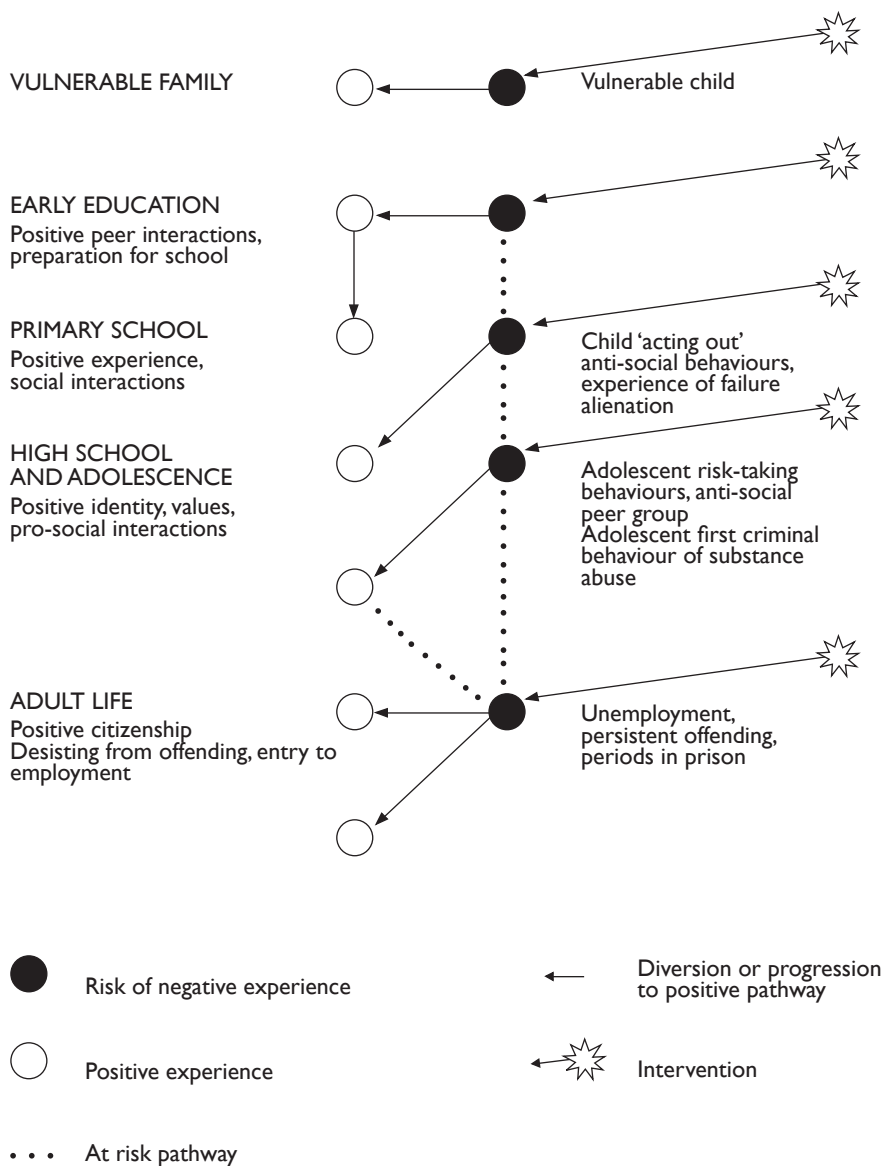 VULNERABLE FAMILY
Vulnerable child
EARLY EDUCATION
Positive peer interactions,
preparation for school
PRIMARY SCHOOL
Positive experience,
social interactions
Child ‘acting out’
anti-social behaviours,
experience of failure
alienation
HIGH SCHOOL
AND ADOLESCENCE
Positive identity, values,
pro-social interactions
Adolescent risk-taking
behaviours, anti-social
peer group
Adolescent first criminal
behaviour of substance
abuse
ADULT LIFE
Positive citizenship
Desisting from offending, entry to
employment
Unemployment,
persistent offending,
periods in prison
Risk of negative experience
Diversion or progression
to positive pathway
Positive experience
Intervention
At risk pathway